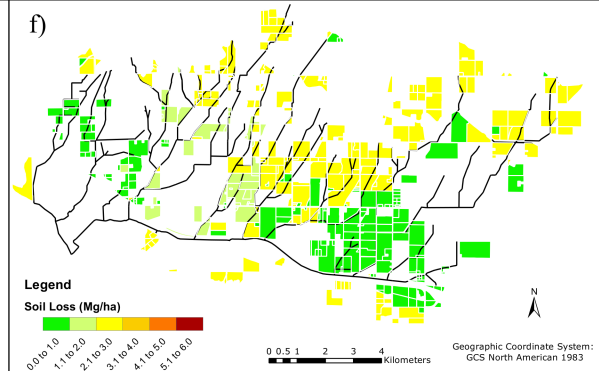 f)
Legend
Soil Loss (Mg/ha)
0.0 to 1.0
1.1 to 2.0
2.1 to 3.0
3.1 to 4.0
4.1 to 5.0
5.1 to 6.0
0 0.5 1 2 3 4
Kilometers
N
Geographic Coordinate System:
GCS North American 1983